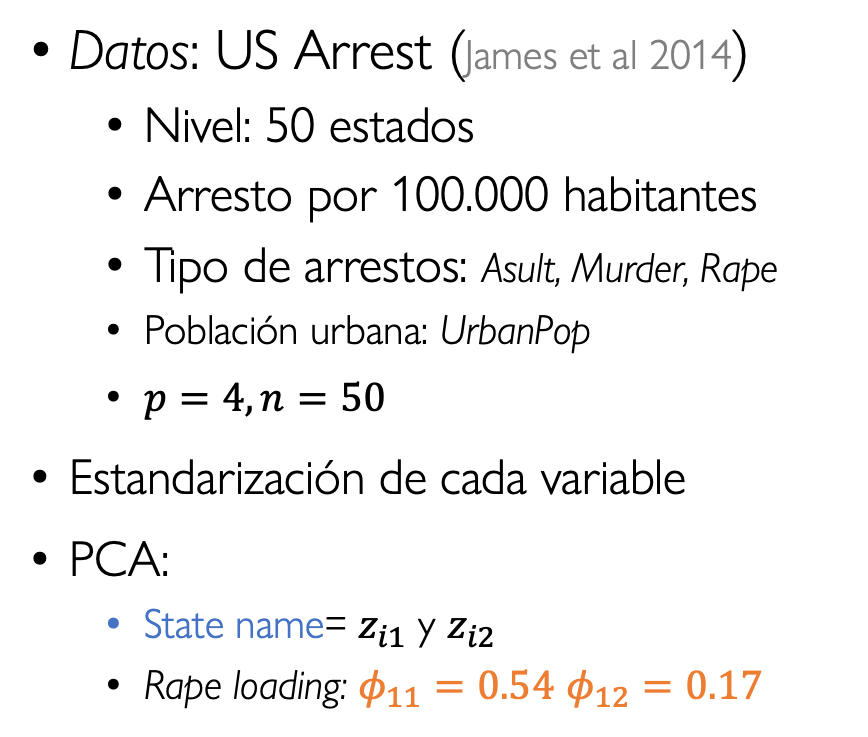 • Datos: US Arrest (James et al 2014)
• Nivel: 50 estados
• Arresto por 100.000 habitantes
• Tipo de arrestos: Asult, Murder, Rape
• Población urbana: UrbanPop
• p = 4, n = 50
• Estandarización de cada variable
• PCA:
• State name= z_{i1} y z_{i2}
• Rape loading: ϕ_{11} = 0.54 ϕ_{12} = 0.17